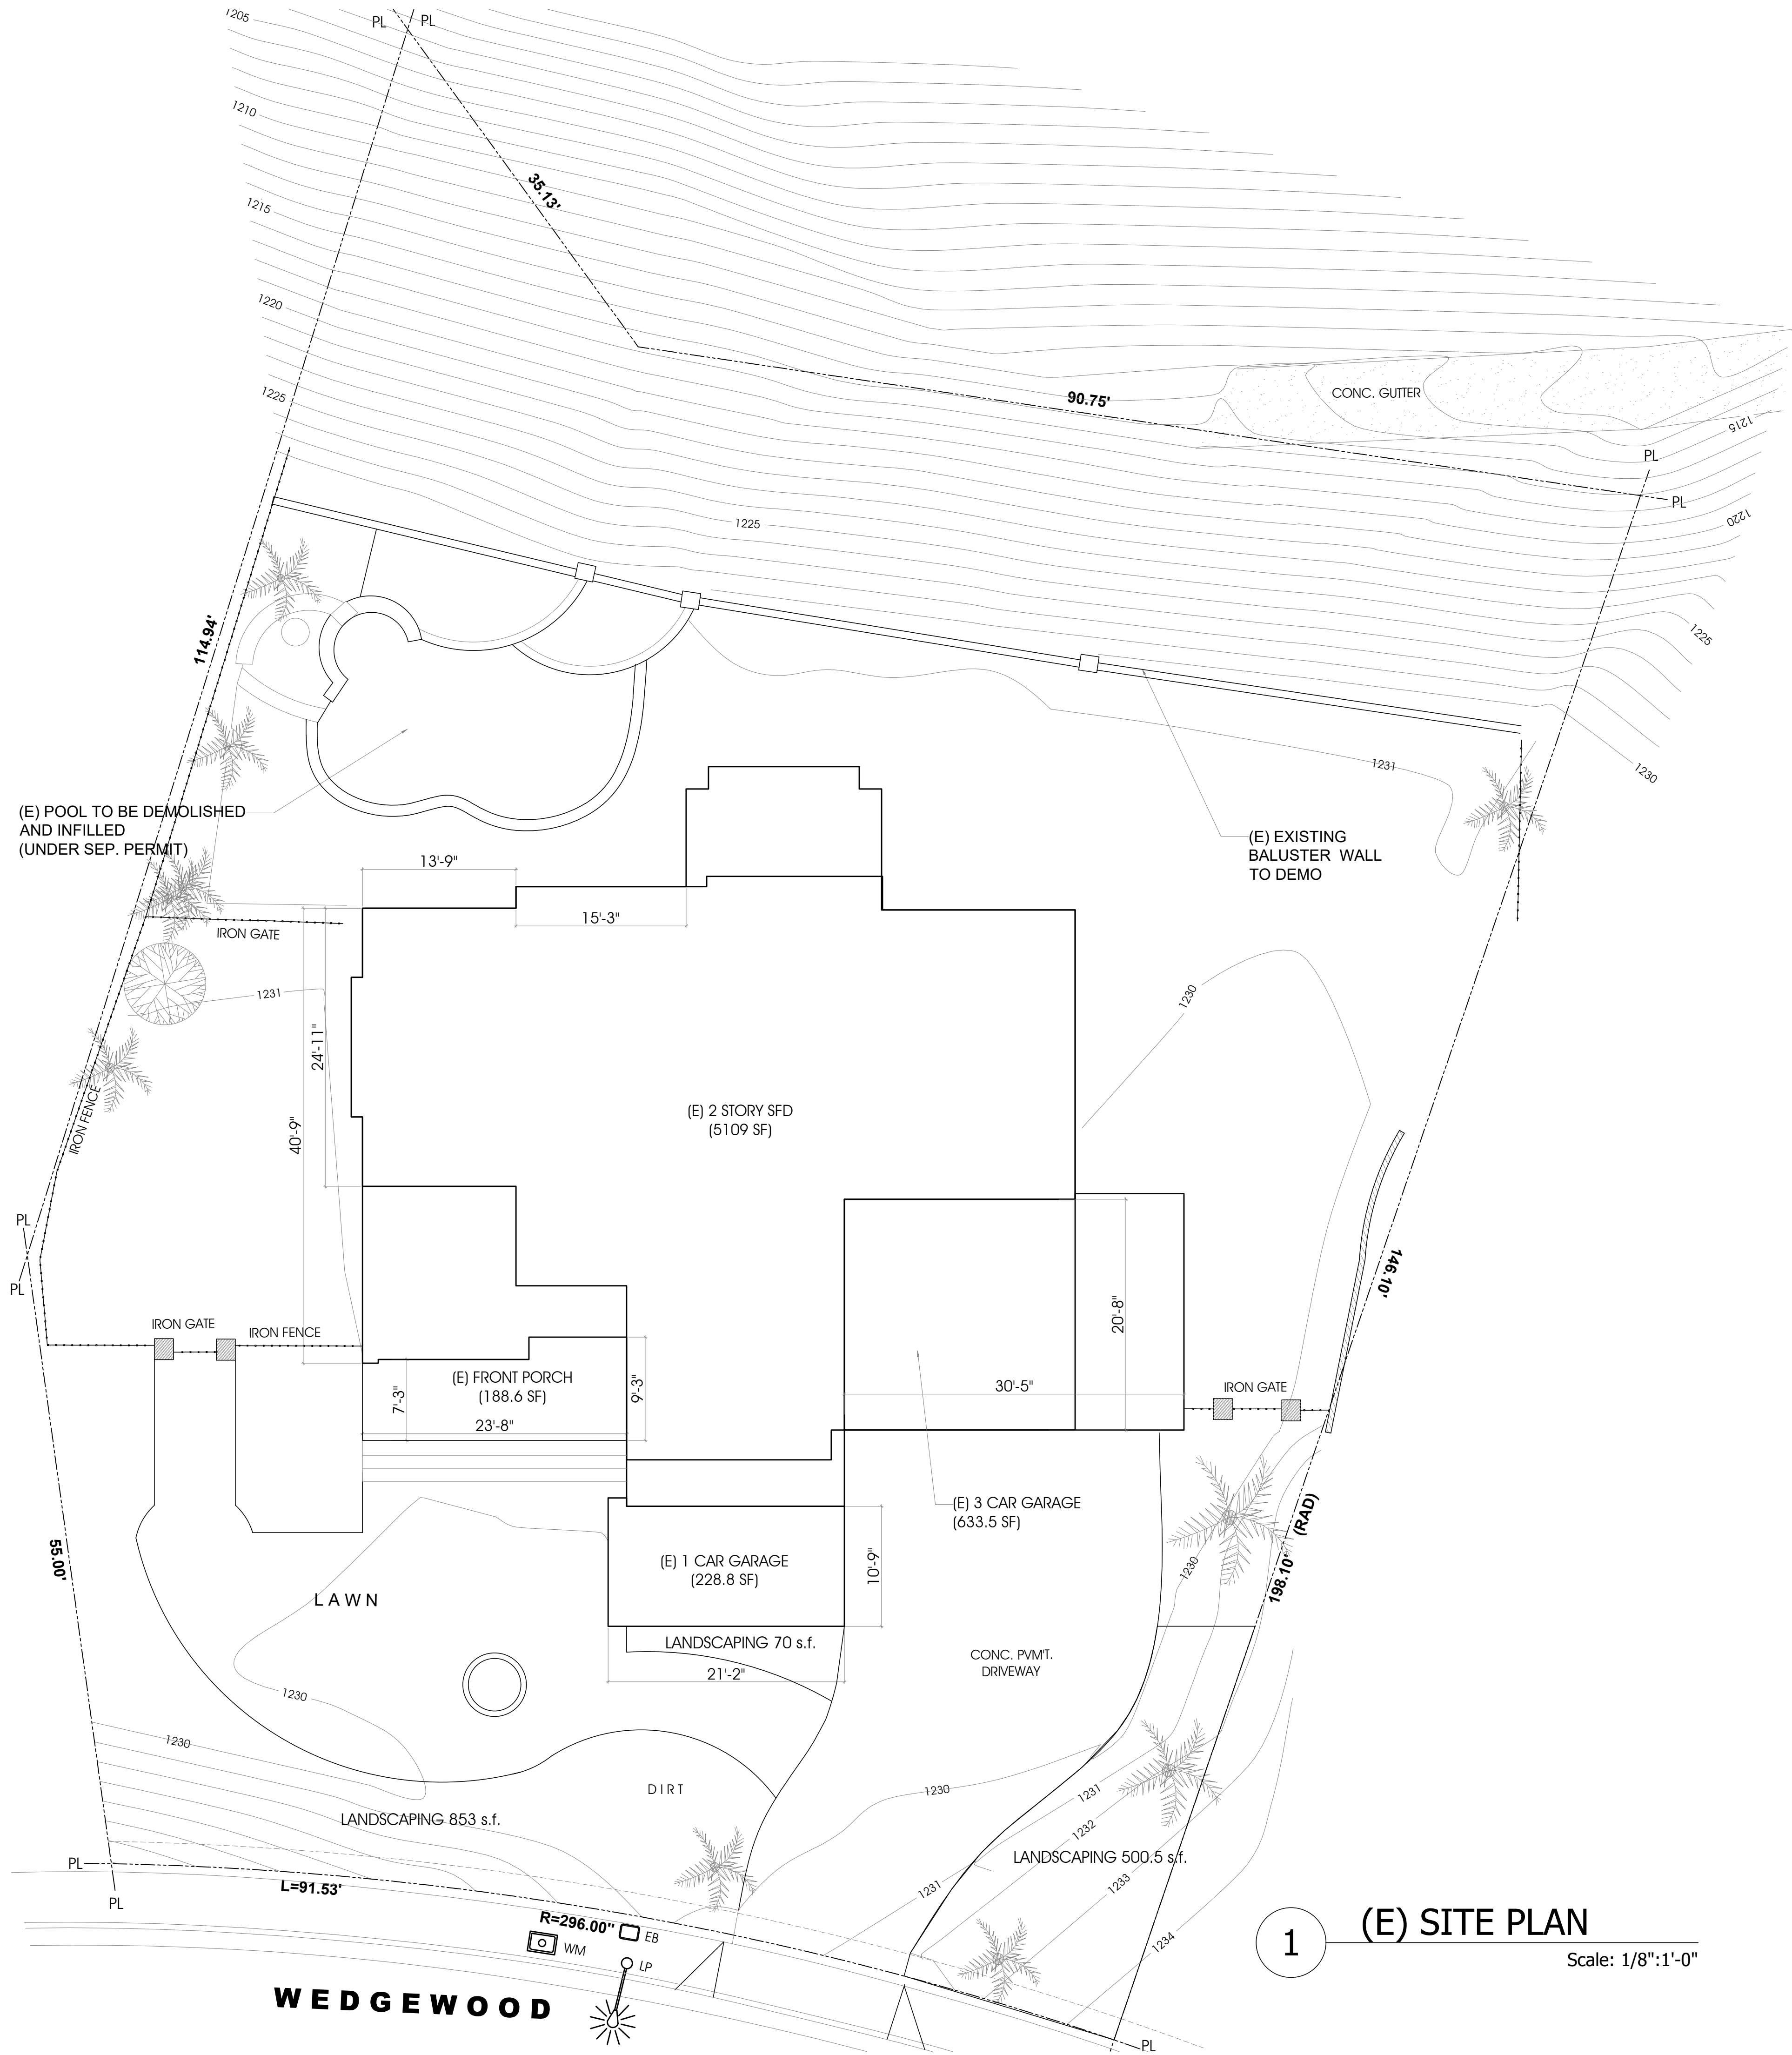 PL
PL
1205
1210
35.13'
1215
1220
90.75'
CONC. GUTTER
1225
1215
PL
PL
1220
1225
114.94'
1225
1231
1230
(E) POOL TO BE DEMOLISHED
AND INFILLED
(UNDER SEP. PERMIT)
(E) EXISTING
BALUSTER WALL
TO DEMO
13'-9"
15'-3"
IRON GATE
1231
1230
24'-11"
40'-9"
IRON FENCE
(E) 2 STORY SFD
(5109 SF)
PL
PL
146.10'
20'-8"
IRON GATE
IRON FENCE
(E) FRONT PORCH
(188.6 SF)
7'-3"
9'-3"
23'-8"
30'-5"
IRON GATE
(E) 3 CAR GARAGE
(633.5 SF)
198.10' (RAD)
55.00'
(E) 1 CAR GARAGE
(228.8 SF)
10'-9"
1230
LAWN
LANDSCAPING 70 s.f.
21'-2"
CONC. PVM'T.
DRIVEWAY
1230
1230
DIRT
1230
1231
LANDSCAPING 853 s.f.
1232
LANDSCAPING 500.5 s.f.
PL
PL
L=91.53'
1231
1233
R=296.00"
EB
WM
LP
1234
WEDGEWOOD
PL
1
(E) SITE PLAN
Scale: 1/8":1'-0"